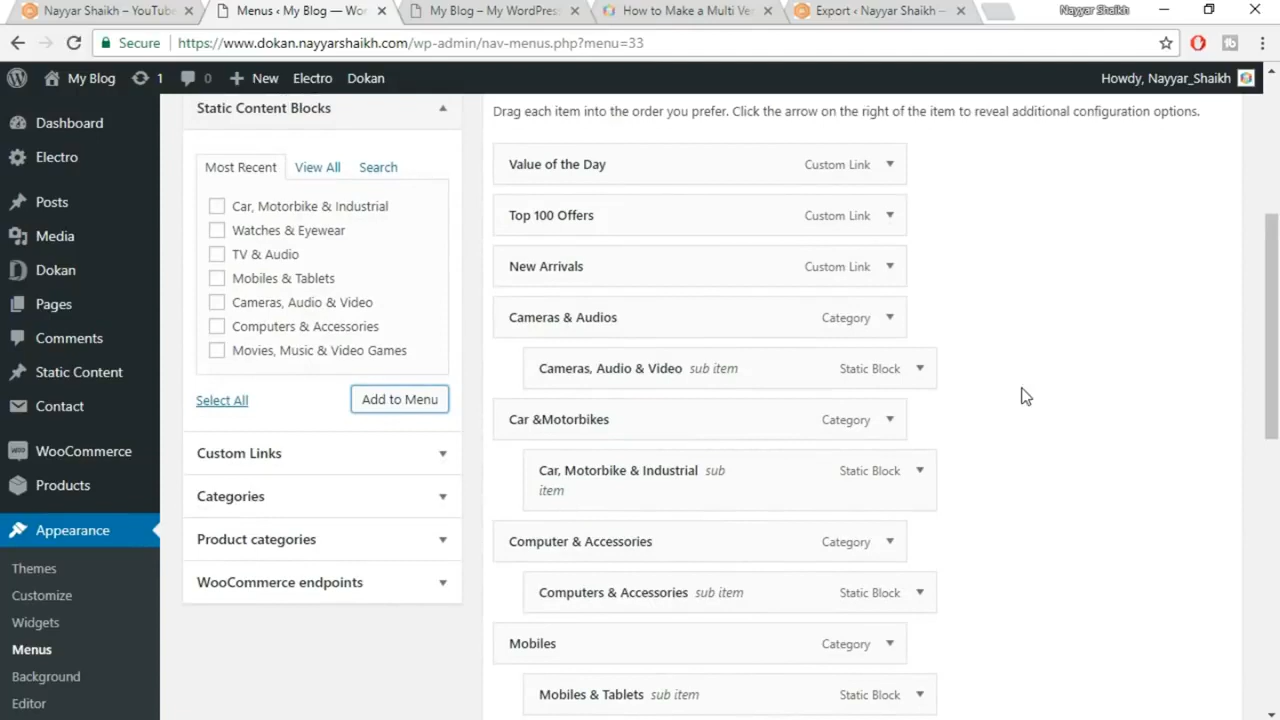 Nayyar Shaikh – YouTube
Menus ‹ My Blog — Wor
My Blog – My WordPress
How to Make a Multi Ve
Export ‹ Nayyar Shaikh —
Nayyar Shaikh
Secure
https://www.dokan.nayyarshaikh.com/wp-admin/nav-menus.php?menu=33
My Blog
1
0
New
Electro
Dokan
Howdy, Nayyar_Shaikh
Dashboard
Electro
Posts
Media
Dokan
Pages
Comments
Static Content
Contact
WooCommerce
Products
Appearance
Themes
Customize
Widgets
Menus
Background
Editor
Static Content Blocks
Most Recent
View All
Search
Car, Motorbike & Industrial
Watches & Eyewear
TV & Audio
Mobiles & Tablets
Cameras, Audio & Video
Computers & Accessories
Movies, Music & Video Games
Select All
Add to Menu
Custom Links
Categories
Product categories
WooCommerce endpoints
Drag each item into the order you prefer. Click the arrow on the right of the item to reveal additional configuration options.
Value of the Day Custom Link
Top 100 Offers Custom Link
New Arrivals Custom Link
Cameras & Audios Category
Cameras, Audio & Video sub item Static Block
Car &Motorbikes Category
Car, Motorbike & Industrial sub Static Block
item
Computer & Accessories Category
Computers & Accessories sub item Static Block
Mobiles Category
Mobiles & Tablets sub item Static Block